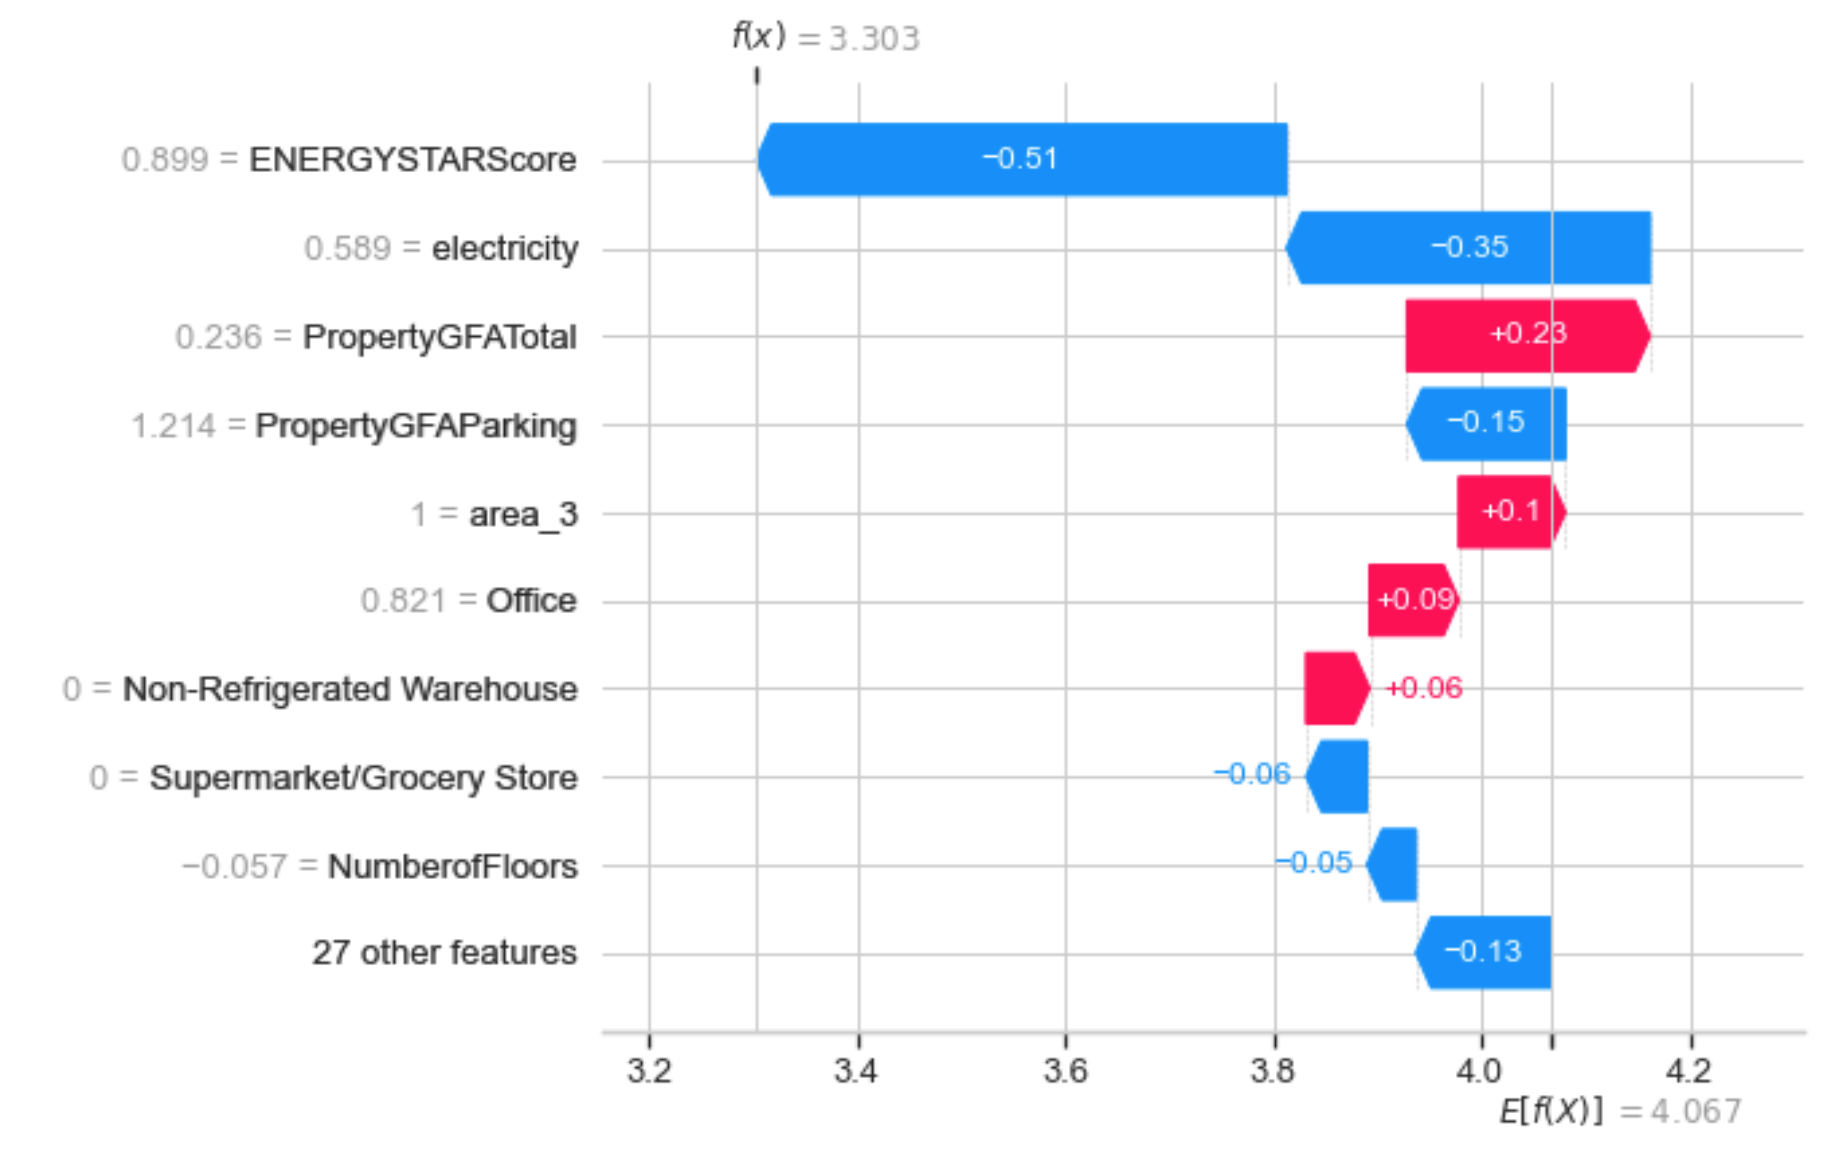 f(x) = 3.303
0.899 = ENERGYSTARScore −0.51
0.589 = electricity −0.35
0.236 = PropertyGFATotal +0.23
1.214 = PropertyGFAParking −0.15
1 = area_3 +0.1
0.821 = Office +0.09
0 = Non-Refrigerated Warehouse +0.06
0 = Supermarket/Grocery Store −0.06
−0.057 = NumberofFloors −0.05
27 other features −0.13
3.2 3.4 3.6 3.8 4.0 4.2
E[f(X)] = 4.067